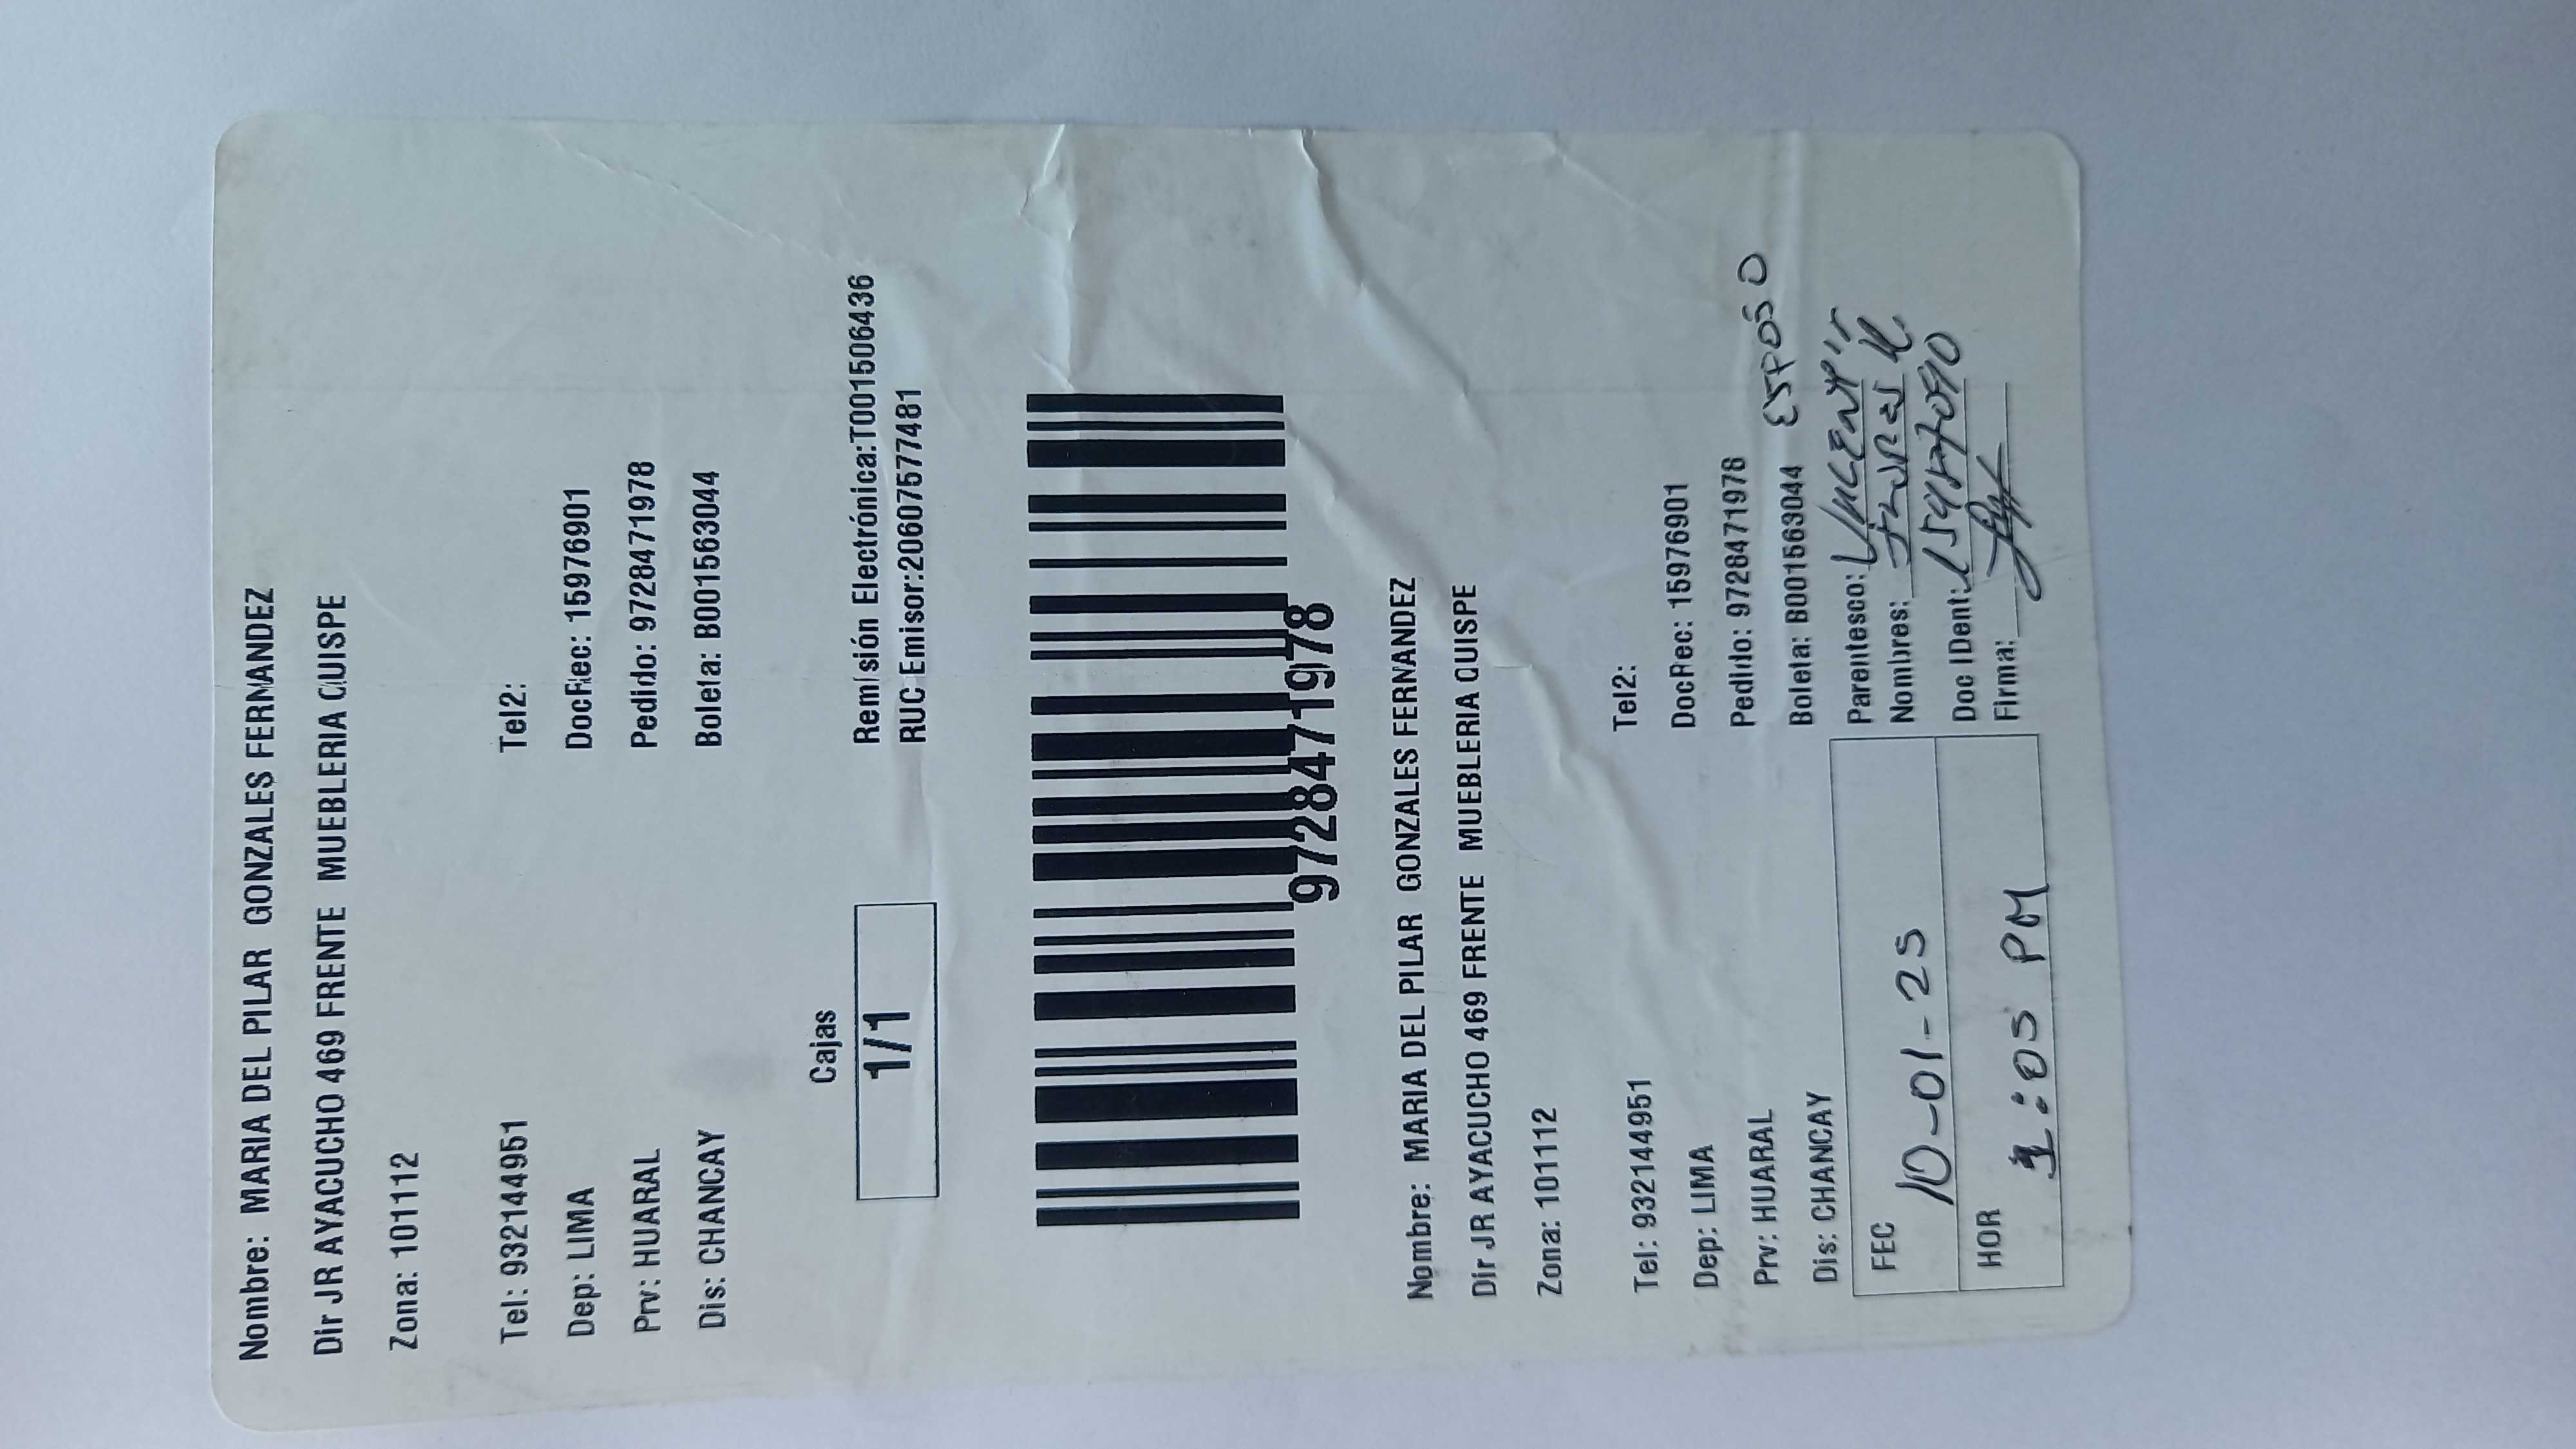 Nombre: MARIA DEL PILAR GONZALES FERNANDEZ
Dir JR AYACUCHO 469 FRENTE MUEBLERIA QUISPE
Zona: 101112
Tel: 932144951 Tel2:
Dep: LIMA DocRec: 15976901
Prv: HUARAL Pedido: 9728471978
Dis: CHANCAY Boleta: B001563044
Cajas
1/1
Remisión Electrónica:T001506436
RUC Emisor:20607577481
9728471978
Nombre: MARIA DEL PILAR GONZALES FERNANDEZ
Dir JR AYACUCHO 469 FRENTE MUEBLERIA QUISPE
Zona: 101112
Tel: 932144951 Tel2:
Dep: LIMA DocRec: 15976901
Prv: HUARAL Pedido: 9728471978
Dis: CHANCAY Boleta: B001563044 ESPOSO
FEC 10-01-25
HOR 1:05 PM
Parentesco:
Nombres:
Doc IDent:
Firma: